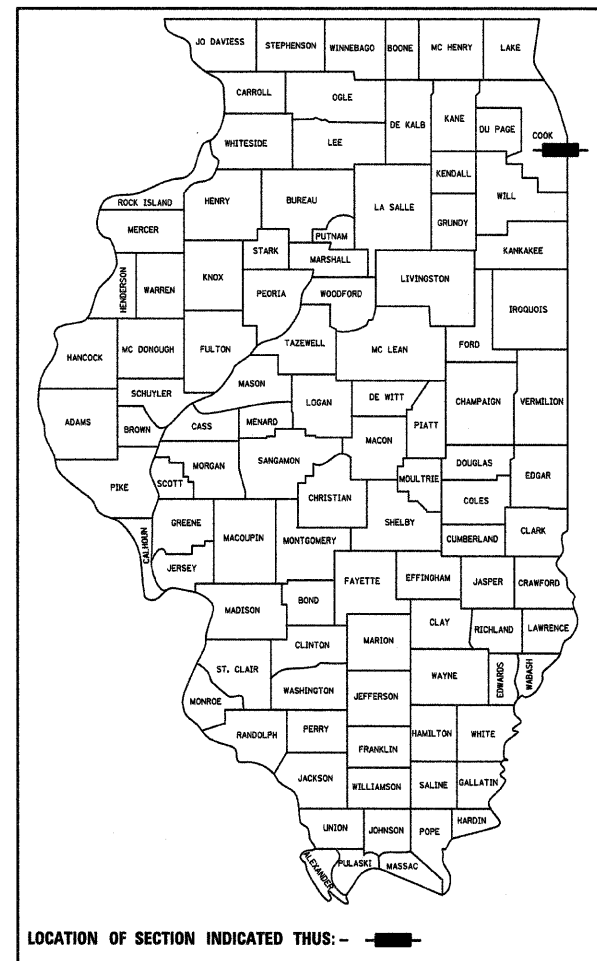 JO DAVIESS
STEPHENSON
WINNEBAGO
BOONE
MC HENRY
LAKE
CARROLL
OGLE
DE KALB
KANE
DU PAGE
COOK
WHITESIDE
LEE
KENDALL
WILL
ROCK ISLAND
HENRY
BUREAU
LA SALLE
GRUNDY
MERCER
PUTNAM
STARK
MARSHALL
KANKAKEE
HENDERSON
WARREN
KNOX
PEORIA
WOODFORD
LIVINGSTON
IROQUOIS
HANCOCK
MC DONOUGH
FULTON
TAZEWELL
MC LEAN
FORD
SCHUYLER
MASON
LOGAN
DE WITT
CHAMPAIGN
VERMILION
ADAMS
BROWN
CASS
MENARD
PIATT
MACON
PIKE
SCOTT
MORGAN
SANGAMON
CHRISTIAN
MOULTRIE
DOUGLAS
EDGAR
COLES
CALHOUN
GREENE
MACOUPIN
MONTGOMERY
SHELBY
CUMBERLAND
CLARK
JERSEY
FAYETTE
EFFINGHAM
JASPER
CRAWFORD
MADISON
BOND
CLAY
RICHLAND
LAWRENCE
CLINTON
MARION
ST. CLAIR
WAYNE
EDWARDS
WABASH
MONROE
WASHINGTON
JEFFERSON
RANDOLPH
PERRY
HAMILTON
WHITE
FRANKLIN
JACKSON
WILLIAMSON
SALINE
GALLATIN
UNION
JOHNSON
POPE
HARDIN
ALEXANDER
PULASKI
MASSAC
LOCATION OF SECTION INDICATED THUS: -